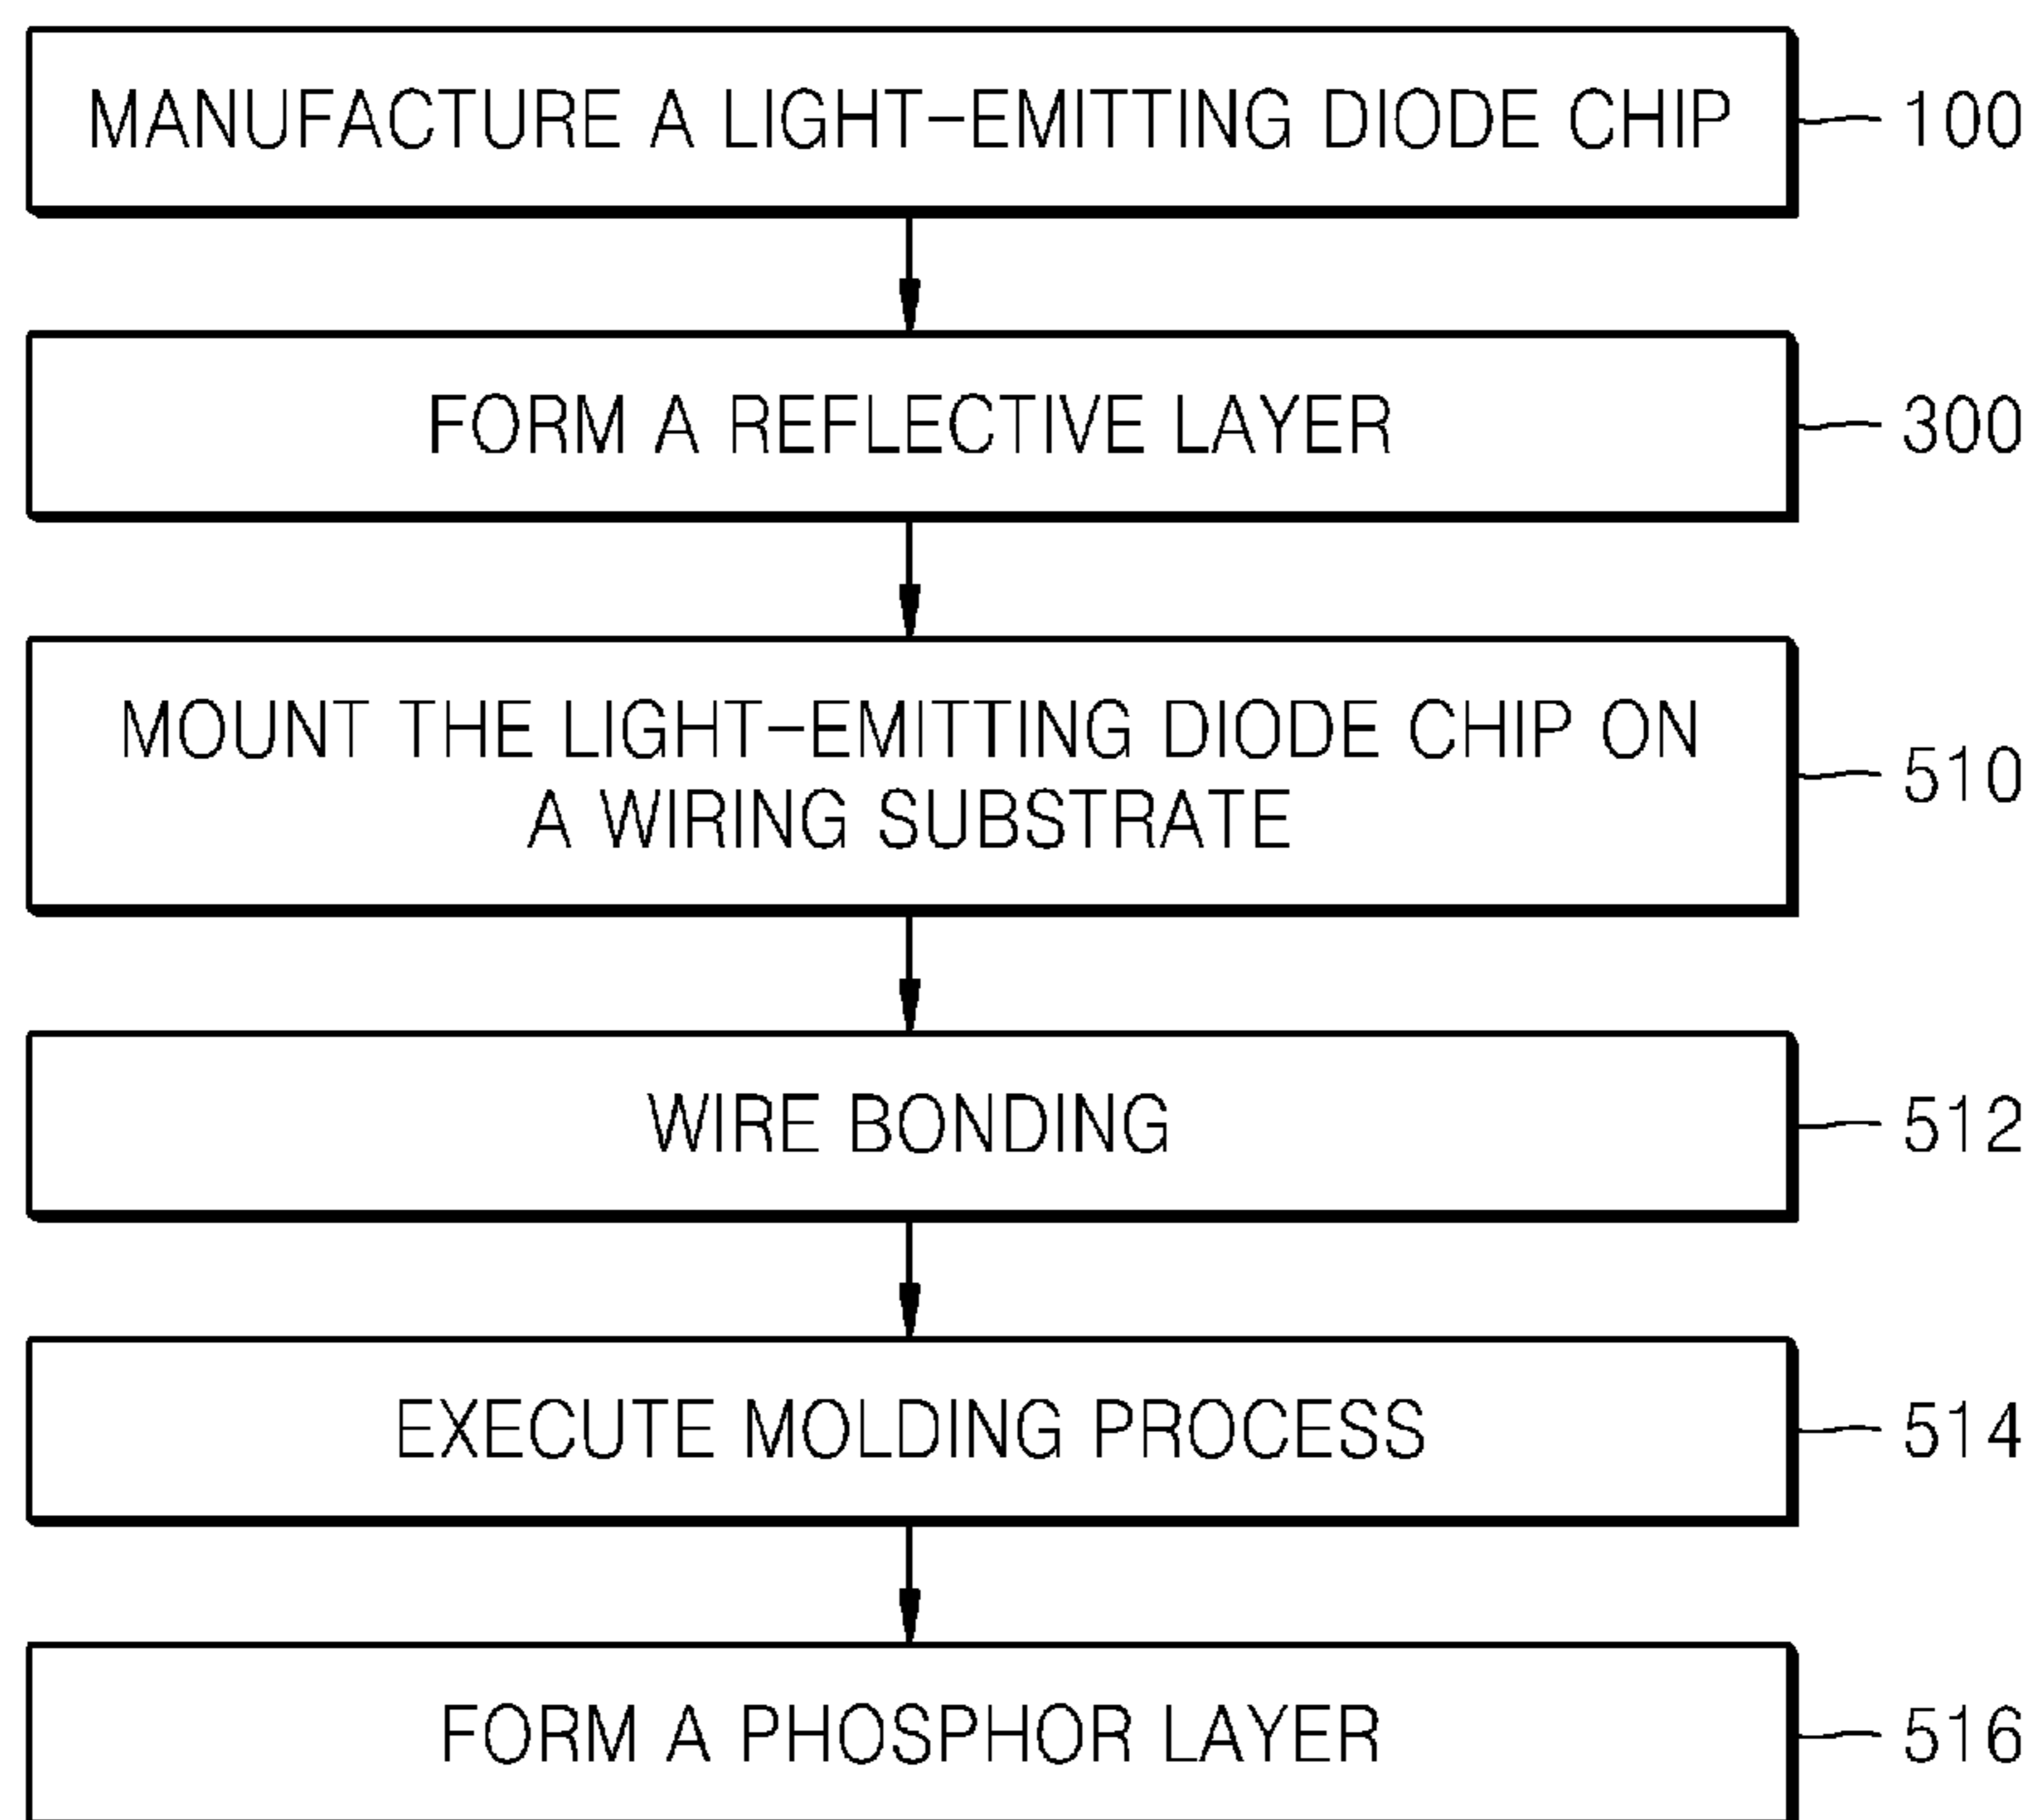 MANUFACTURE A LIGHT-EMITTING DIODE CHIP 100
FORM A REFLECTIVE LAYER 300
MOUNT THE LIGHT-EMITTING DIODE CHIP ON
A WIRING SUBSTRATE
510
WIRE BONDING 512
EXECUTE MOLDING PROCESS 514
FORM A PHOSPHOR LAYER 516